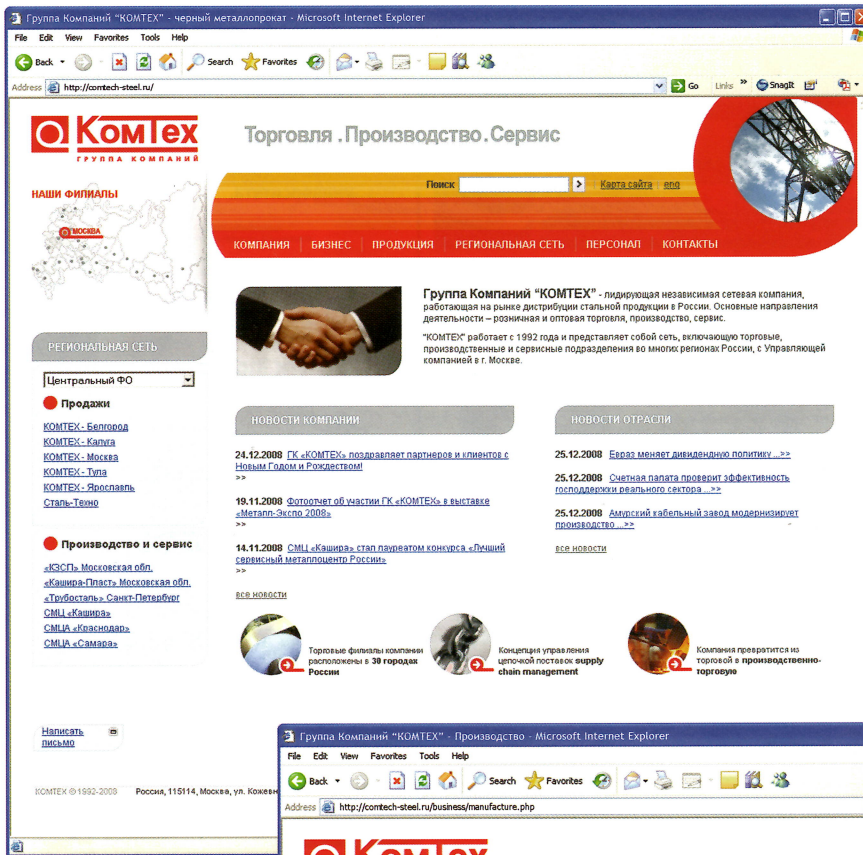 Группа Компаний "КОМТЕХ" - черный металлопрокат - Microsoft Internet Explorer
File Edit View Favorites Tools Help
Back Search Favorites
Address http://comtech-steel.ru/ Go Links » SnagIt
КомТех
ГРУППА КОМПАНИЙ
Торговля .Производство.Сервис
Поиск Карта сайта eng
НАШИ ФИЛИАЛЫ
МОСКВА
КОМПАНИЯ БИЗНЕС ПРОДУКЦИЯ РЕГИОНАЛЬНАЯ СЕТЬ ПЕРСОНАЛ КОНТАКТЫ
Группа Компаний "КОМТЕХ" - лидирующая независимая сетевая компания,
работающая на рынке дистрибуции стальной продукции в России. Основные направления
деятельности – розничная и оптовая торговля, производство, сервис.
"КОМТЕХ" работает с 1992 года и представляет собой сеть, включающую торговые,
производственные и сервисные подразделения во многих регионах России, с Управляющей
компанией в г. Москве.
РЕГИОНАЛЬНАЯ СЕТЬ
Центральный ФО
Продажи
КОМТЕХ - Белгород
КОМТЕХ - Калуга
КОМТЕХ - Москва
КОМТЕХ - Тула
КОМТЕХ - Ярославль
Сталь-Техно
Производство и сервис
«КЗСП» Московская обл.
«Кашира-Пласт» Московская обл.
«Трубосталь» Санкт-Петербург
СМЦ «Кашира»
СМЦА «Краснодар»
СМЦА «Самара»
НОВОСТИ КОМПАНИИ
24.12.2008 ГК «КОМТЕХ» поздравляет партнеров и клиентов с
Новым Годом и Рождеством!
>>
19.11.2008 Фотоотчет об участии ГК «КОМТЕХ» в выставке
«Металл-Экспо 2008»
>>
14.11.2008 СМЦ «Кашира» стал лауреатом конкурса «Лучший
сервисный металлоцентр России»
>>
все новости
НОВОСТИ ОТРАСЛИ
25.12.2008 Евраз меняет дивидендную политику ...>>
25.12.2008 Счетная палата проверит эффективность
господдержки реального сектора ...>>
25.12.2008 Амурский кабельный завод модернизирует
производство ...>>
все новости
Торговые филиалы компании
расположены в 30 городах
России
Концепция управления
цепочкой поставок supply
chain management
Компания превратится из
торговой в производственно-
торговую
Написать
письмо
КОМТЕХ © 1992-2008 Россия, 115114, Москва, ул. Кожевн
Группа Компаний "КОМТЕХ" - Производство - Microsoft Internet Explorer
File Edit View Favorites Tools Help
Back Search Favorites
Address http://comtech-steel.ru/business/manufacture.php
КомТех